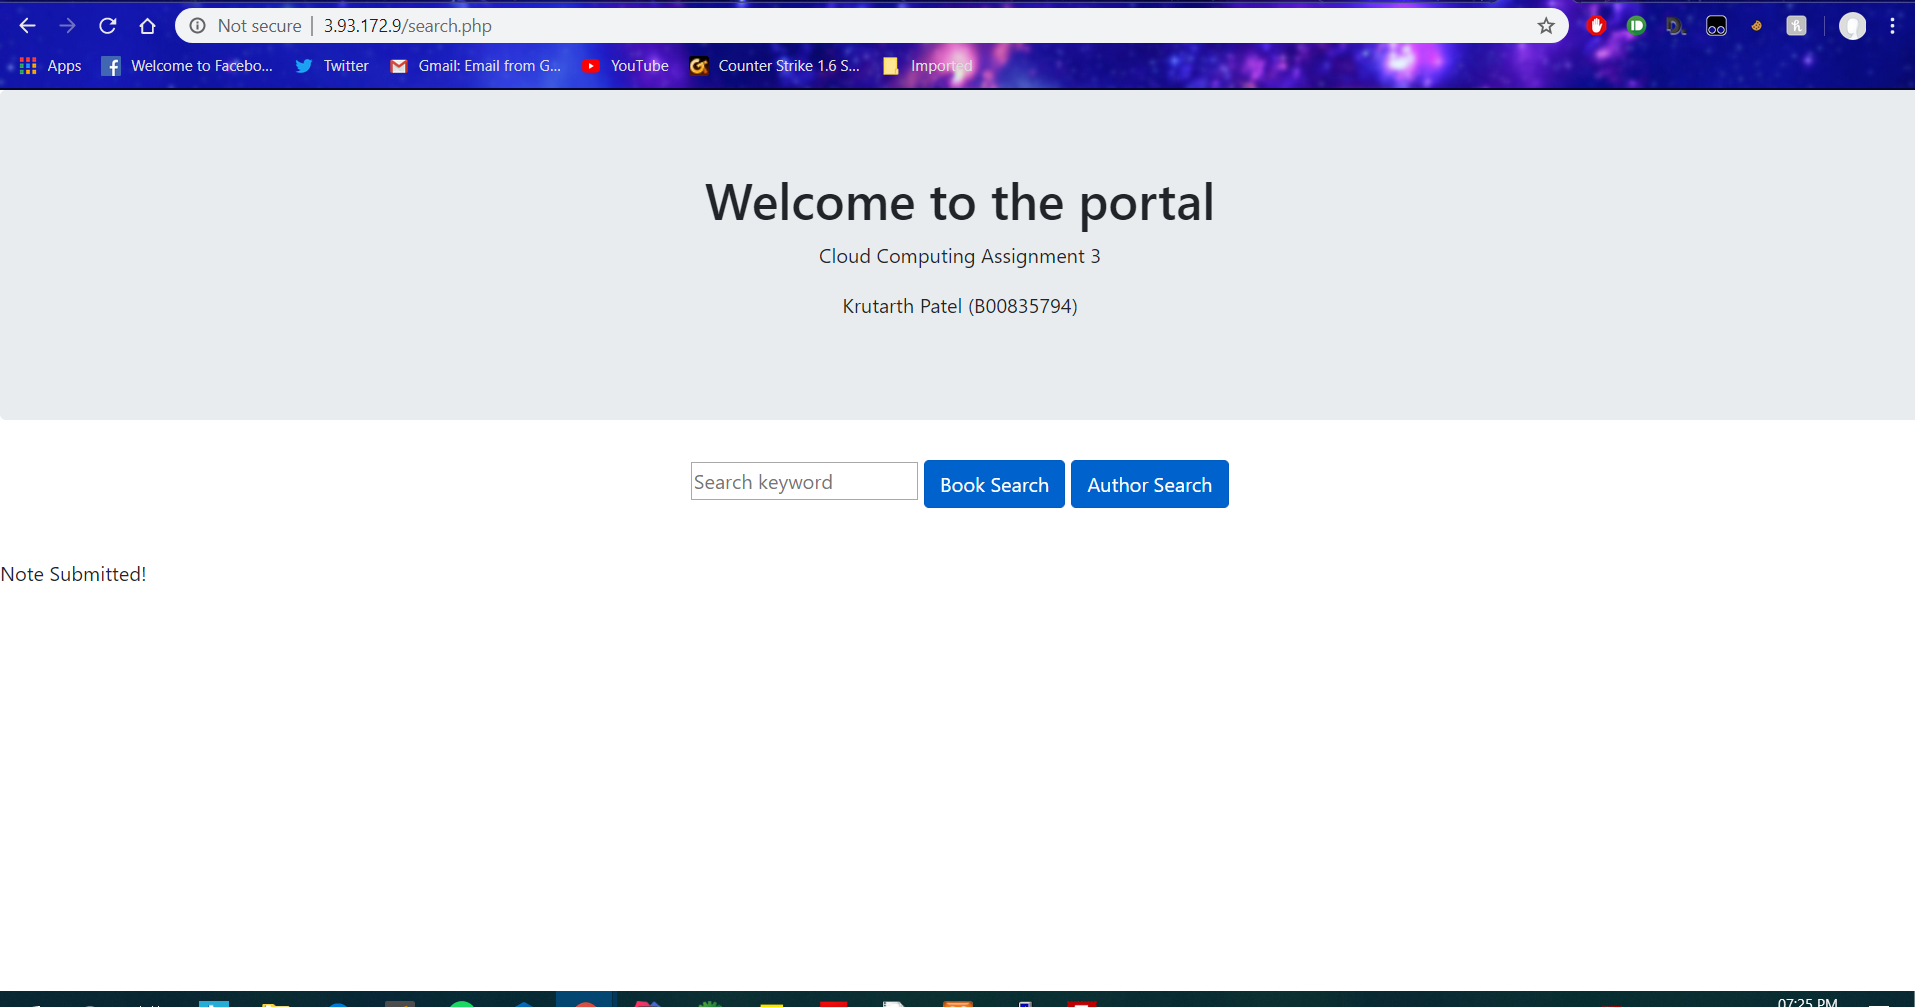 Not secure | 3.93.172.9/search.php
Apps Welcome to Facebo... Twitter Gmail: Email from G... YouTube Counter Strike 1.6 S... Imported
Welcome to the portal
Cloud Computing Assignment 3
Krutarth Patel (B00835794)
Search keyword Book Search Author Search
Note Submitted!
07:25 PM